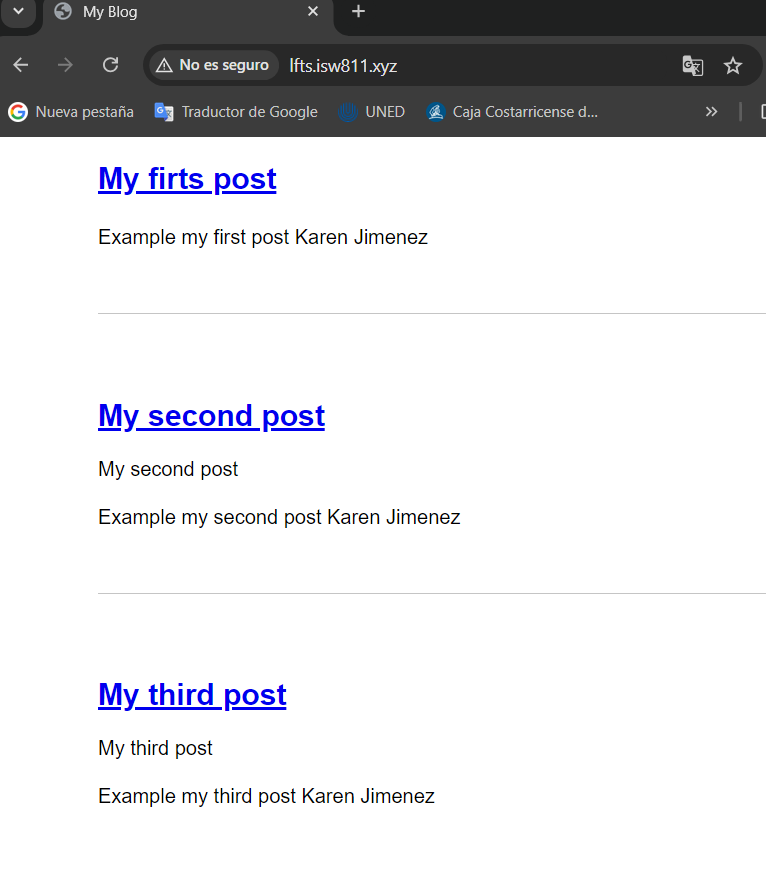 My Blog
No es seguro lfts.isw811.xyz
Nueva pestaña Traductor de Google UNED Caja Costarricense d...
My firts post
Example my first post Karen Jimenez
My second post
My second post
Example my second post Karen Jimenez
My third post
My third post
Example my third post Karen Jimenez